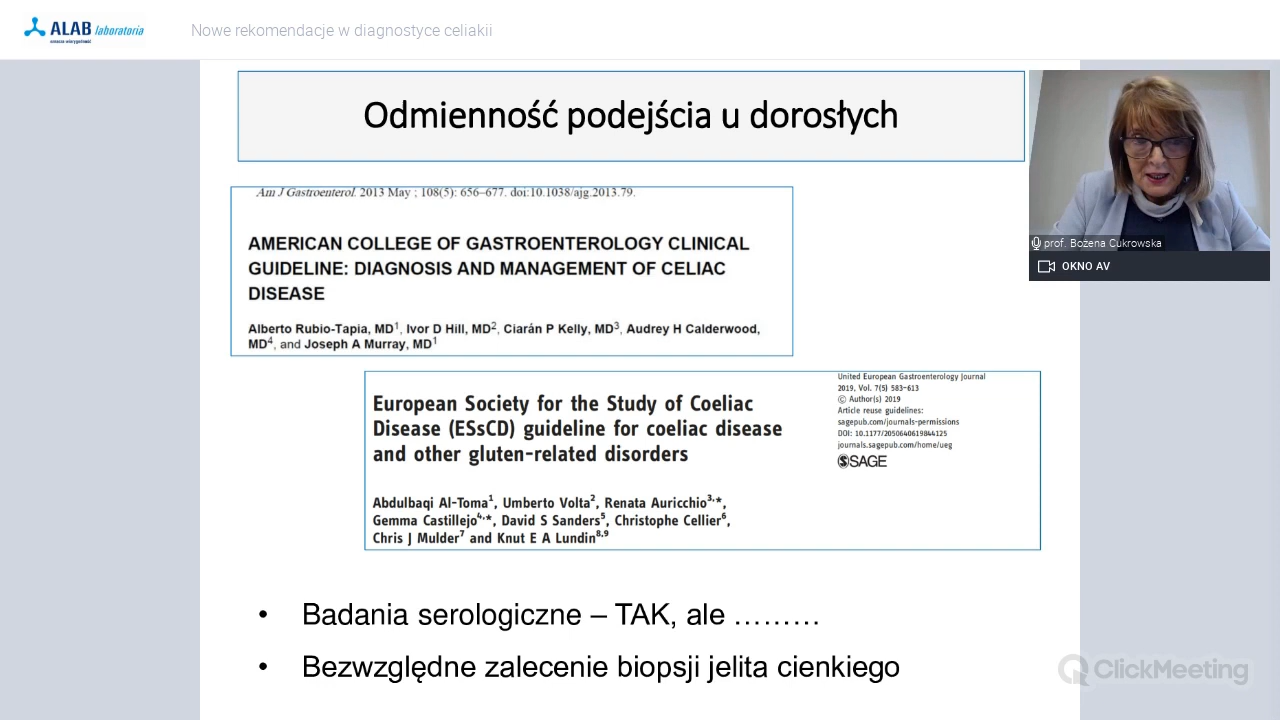 ALAB laboratoria
Nowe rekomendacje w diagnostyce celiakii
Odmienność podejścia u dorosłych
Am J Gastroenterol. 2013 May ; 108(5): 656–677. doi:10.1038/ajg.2013.79.
AMERICAN COLLEGE OF GASTROENTEROLOGY CLINICAL
GUIDELINE: DIAGNOSIS AND MANAGEMENT OF CELIAC
DISEASE
Alberto Rubio-Tapia, MD1, Ivor D Hill, MD2, Ciarán P Kelly, MD3, Audrey H Calderwood,
MD4, and Joseph A Murray, MD1
prof. Bożena Cukrowska
OKNO AV
European Society for the Study of Coeliac
Disease (ESsCD) guideline for coeliac disease
and other gluten-related disorders
Abdulbaqi Al-Toma1, Umberto Volta2, Renata Auricchio3,*,
Gemma Castillejo4,*, David S Sanders5, Christophe Cellier6,
Chris J Mulder7 and Knut E A Lundin8,9
United European Gastroenterology Journal
2019, Vol. 7(5) 583–613
© Author(s) 2019
Article reuse guidelines:
sagepub.com/journals-permissions
DOI: 10.1177/2050640619844125
journals.sagepub.com/home/ueg
SAGE
• Badania serologiczne – TAK, ale ………
• Bezwzględne zalecenie biopsji jelita cienkiego
ClickMeeting